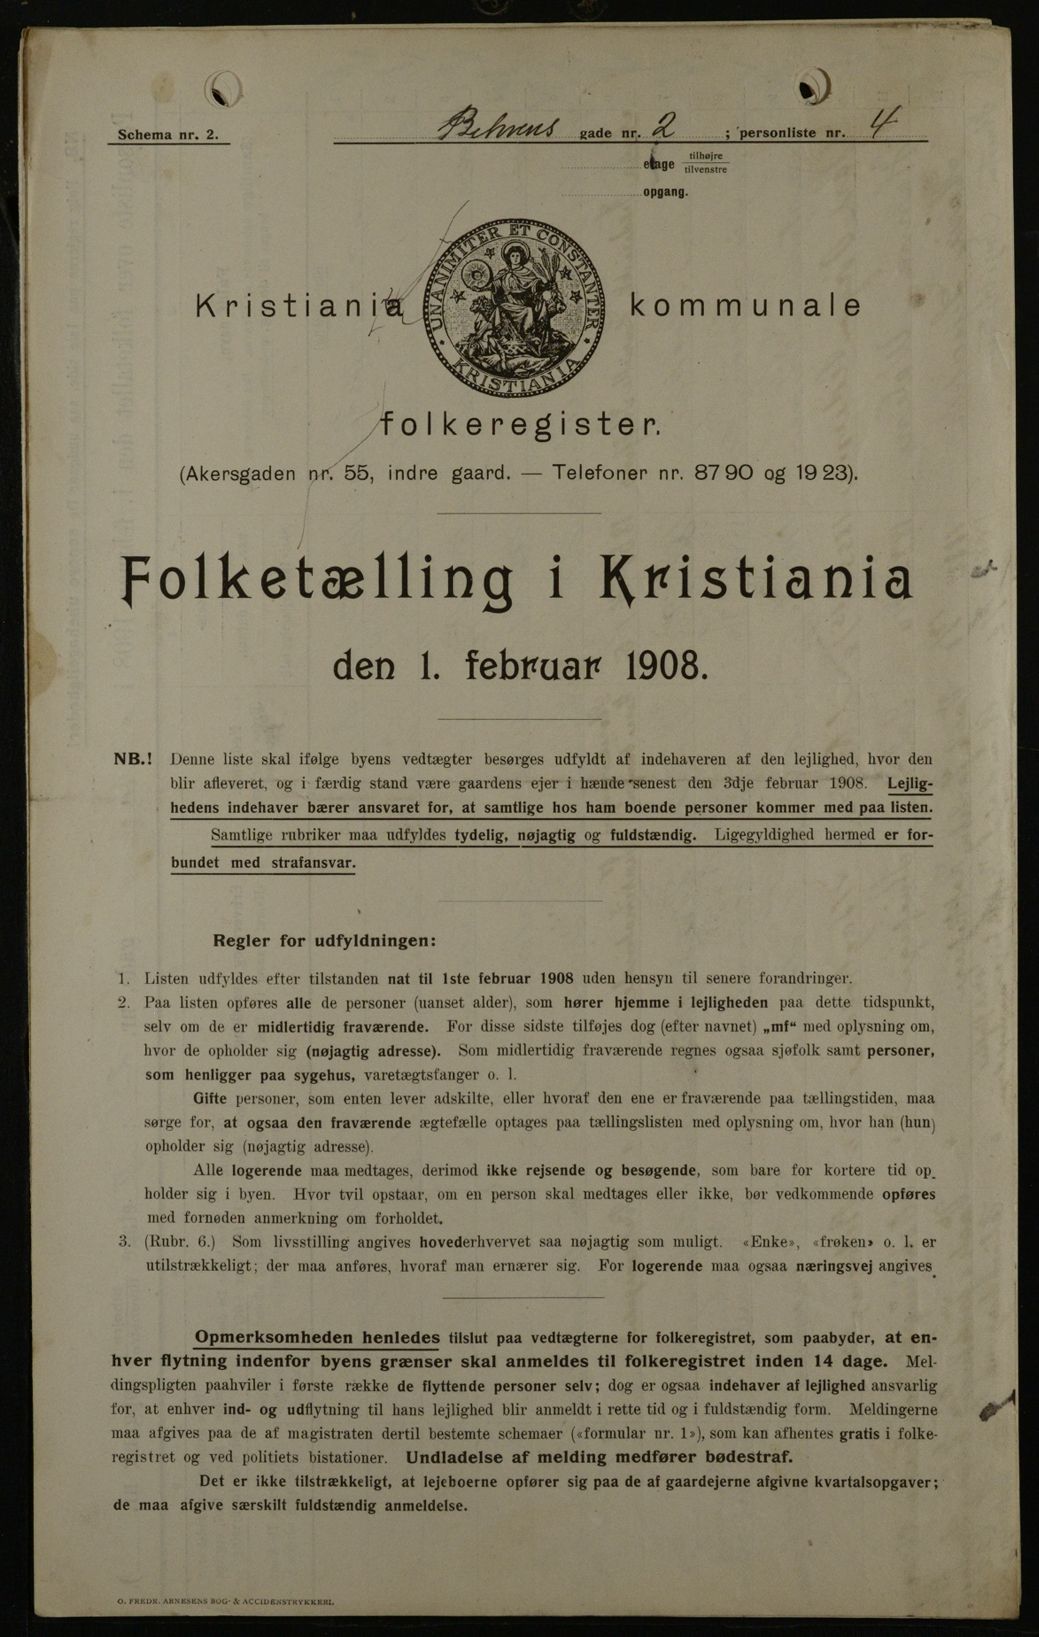 Schema nr. 2.
Behrens gade nr. 2 ; personliste nr. 4
etage tilhøjre
tilvenstre
opgang.
UNANIMITER ET CONSTANTER
KRISTIANIA
Kristiania kommunale
folkeregister.
(Akersgaden nr. 55, indre gaard. — Telefoner nr. 8790 og 1923).
Folketælling i Kristiania
den 1. februar 1908.
NB.! Denne liste skal ifølge byens vedtægter besørges udfyldt af indehaveren af den lejlighed, hvor den
blir afleveret, og i færdig stand være gaardens ejer i hænde senest den 3dje februar 1908. Lejlig-
hedens indehaver bærer ansvaret for, at samtlige hos ham boende personer kommer med paa listen.
Samtlige rubriker maa udfyldes tydelig, nøjagtig og fuldstændig. Ligegyldighed hermed er for-
bundet med strafansvar.
Regler for udfyldningen:
1. Listen udfyldes efter tilstanden nat til 1ste februar 1908 uden hensyn til senere forandringer.
2. Paa listen opføres alle de personer (uanset alder), som hører hjemme i lejligheden paa dette tidspunkt,
selv om de er midlertidig fraværende. For disse sidste tilføjes dog (efter navnet) „mf“ med oplysning om,
hvor de opholder sig (nøjagtig adresse). Som midlertidig fraværende regnes ogsaa sjøfolk samt personer,
som henligger paa sygehus, varetægtsfanger o. l.
Gifte personer, som enten lever adskilte, eller hvoraf den ene er fraværende paa tællingstiden, maa
sørge for, at ogsaa den fraværende ægtefælle optages paa tællingslisten med oplysning om, hvor han (hun)
opholder sig (nøjagtig adresse).
Alle logerende maa medtages, derimod ikke rejsende og besøgende, som bare for kortere tid op-
holder sig i byen. Hvor tvil opstaar, om en person skal medtages eller ikke, bør vedkommende opføres
med fornøden anmerkning om forholdet.
3. (Rubr. 6.) Som livsstilling angives hovederhvervet saa nøjagtig som muligt. «Enke», «frøken» o. l. er
utilstrækkeligt; der maa anføres, hvoraf man ernærer sig. For logerende maa ogsaa næringsvej angives.
Opmerksomheden henledes tilslut paa vedtægterne for folkeregistret, som paabyder, at en-
hver flytning indenfor byens grænser skal anmeldes til folkeregistret inden 14 dage. Mel-
dingspligten paahviler i første række de flyttende personer selv; dog er ogsaa indehaver af lejlighed ansvarlig
for, at enhver ind- og udflytning til hans lejlighed blir anmeldt i rette tid og i fuldstændig form. Meldingerne
maa afgives paa de af magistraten dertil bestemte schemaer («formular nr. 1»), som kan afhentes gratis i folke-
registret og ved politiets bistationer. Undladelse af melding medfører bødestraf.
Det er ikke tilstrækkeligt, at lejeboerne opfører sig paa de af gaardejerne afgivne kvartalsopgaver;
de maa afgive særskilt fuldstændig anmeldelse.
O. FREDR. ARNESENS BOG- & ACCIDENSTRYKKERI.